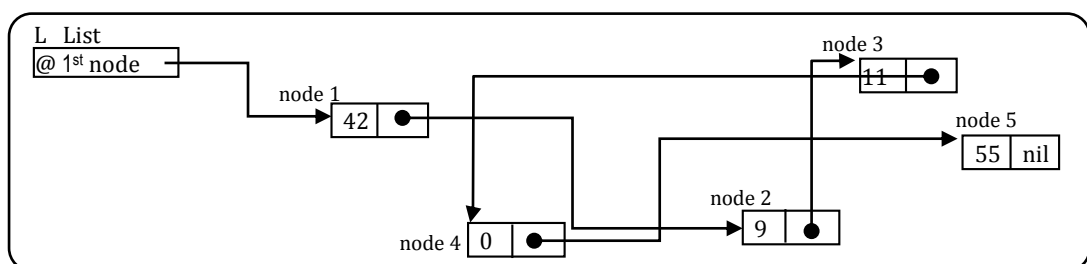 L List
@ 1st node
node 1
42
node 3
11
node 5
55 nil
node 2
9
node 4
0